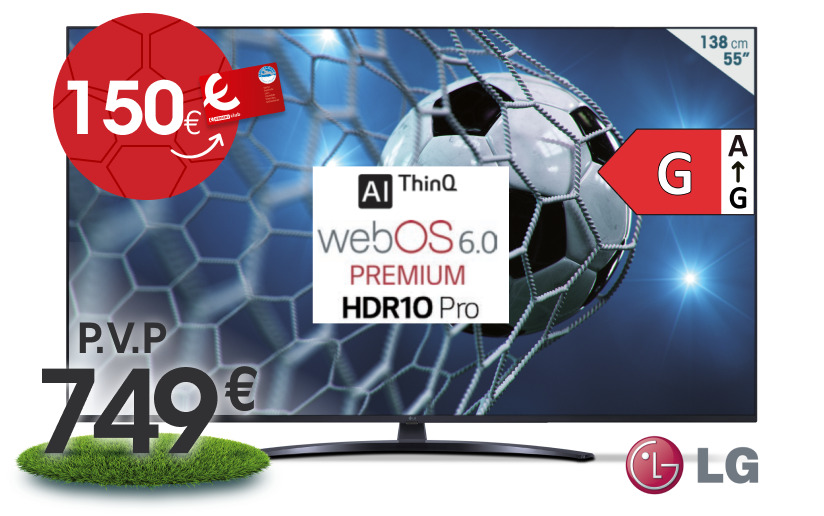 150€
138 cm
55"
AI ThinQ
webOS 6.0
PREMIUM
HDR10 Pro
G
A
G
P.V.P
749€
LG